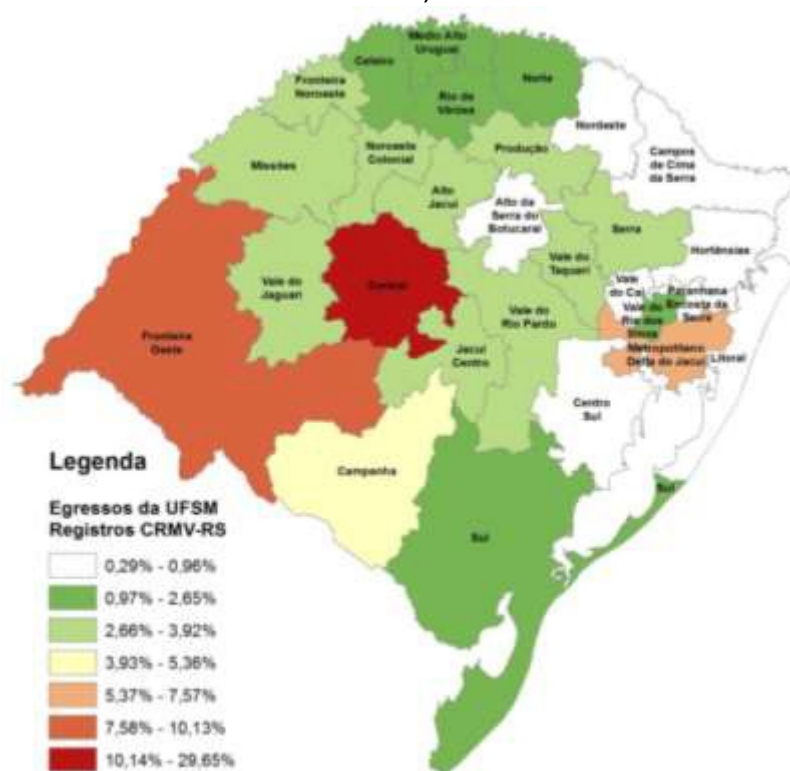 Médio Alto
Uruguai
Celeiro
Norte
Fronteira
Noroeste
Rio da
Várzea
Nordeste
Noroeste
Colonial
Produção
Campos
de Cima
da Serra
Missões
Alto
Jacuí
Alto da
Serra do
Botucaraí
Serra
Hortênsias
Vale do
Taquari
Vale do
Jaguari
Central
Vale
do Caí
Paranhana
Encosta da
Serra
Vale do
Rio dos
Sinos
Vale do
Rio Pardo
Fronteira
Oeste
Metropolitano
Delta do Jacuí
Litoral
Jacuí
Centro
Centro
Sul
Campanha
Sul
Sul
Legenda
Egressos da UFSM
Registros CRMV-RS
0,29% - 0,96%
0,97% - 2,65%
2,66% - 3,92%
3,93% - 5,36%
5,37% - 7,57%
7,58% - 10,13%
10,14% - 29,65%